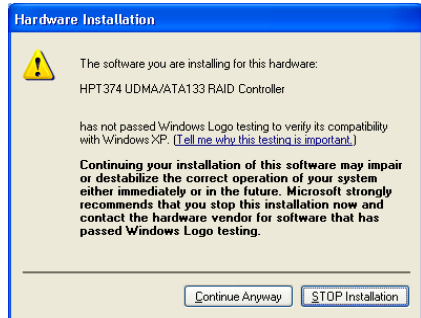 Hardware Installation
The software you are installing for this hardware:
HPT374 UDMA/ATA133 RAID Controller
has not passed Windows Logo testing to verify its compatibility
with Windows XP. (Tell me why this testing is important.)
Continuing your installation of this software may impair
or destabilize the correct operation of your system
either immediately or in the future. Microsoft strongly
recommends that you stop this installation now and
contact the hardware vendor for software that has
passed Windows Logo testing.
Continue Anyway STOP Installation